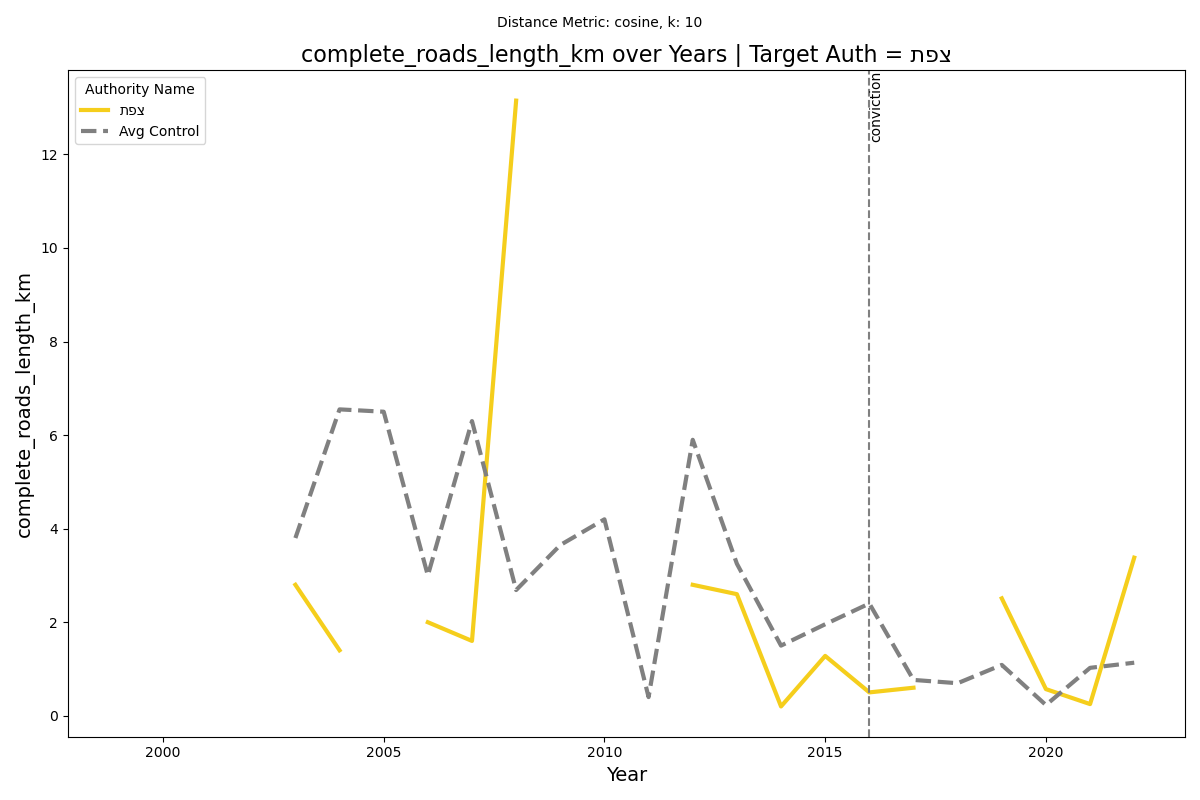 Distance Metric: cosine, k: 10
complete_roads_length_km over Years | Target Auth = צפת
Authority Name
צפת
Avg Control
conviction
complete_roads_length_km
12
10
8
6
4
2
0
2000
2005
2010
2015
2020
Year